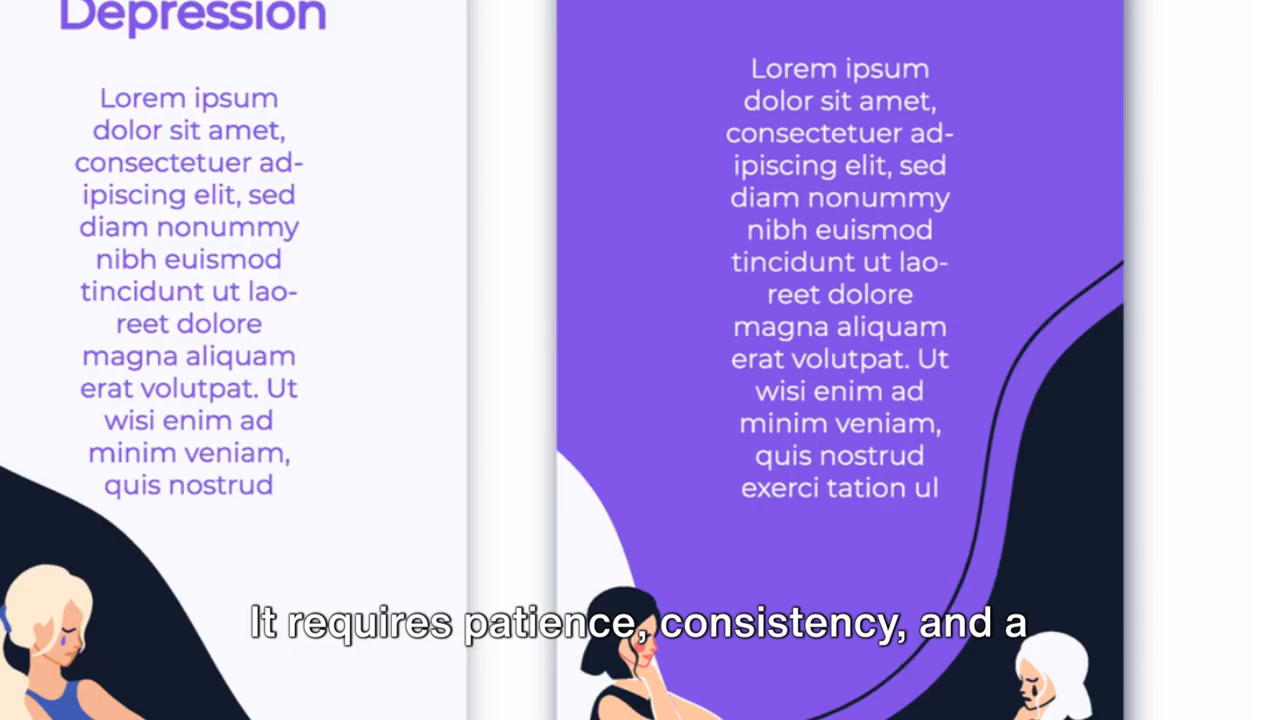 Depression
Lorem ipsum
dolor sit amet,
consectetuer ad-
ipiscing elit, sed
diam nonummy
nibh euismod
tincidunt ut lao-
reet dolore
magna aliquam
erat volutpat. Ut
wisi enim ad
minim veniam,
quis nostrud
Lorem ipsum
dolor sit amet,
consectetuer ad-
ipiscing elit, sed
diam nonummy
nibh euismod
tincidunt ut lao-
reet dolore
magna aliquam
erat volutpat. Ut
wisi enim ad
minim veniam,
quis nostrud
exerci tation ul
It requires patience, consistency, and a